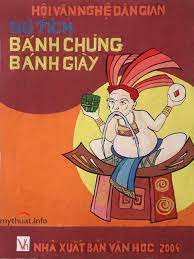 HỘI VĂN NGHỆ DÂN GIAN
SỰ TÍCH
BÁNH CHƯNG
BÁNH GIẦY
mythuat.info
NHÀ XUẤT BẢN VĂN HỌC 2004